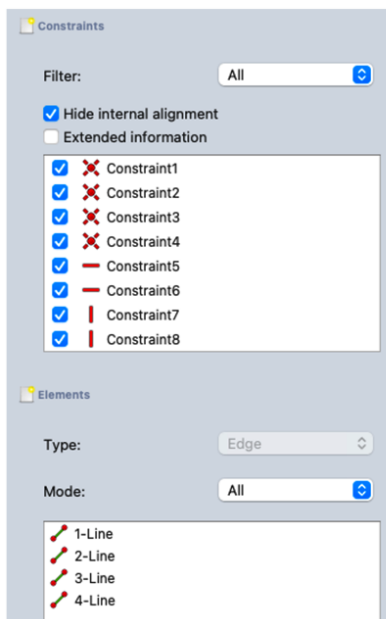 Constraints
Filter: All
Hide internal alignment
Extended information
Constraint1
Constraint2
Constraint3
Constraint4
Constraint5
Constraint6
Constraint7
Constraint8
Elements
Type: Edge
Mode: All
1-Line
2-Line
3-Line
4-Line